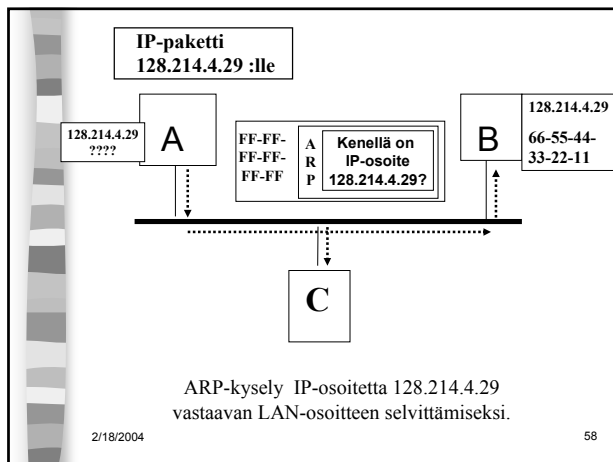 IP-paketti
128.214.4.29 :lle
128.214.4.29
????
A
FF-FF-
FF-FF-
FF-FF
A
R
P
Kenellä on
IP-osoite
128.214.4.29?
B
128.214.4.29
66-55-44-
33-22-11
C
ARP-kysely IP-osoitetta 128.214.4.29
vastaavan LAN-osoitteen selvittämiseksi.
2/18/2004
58